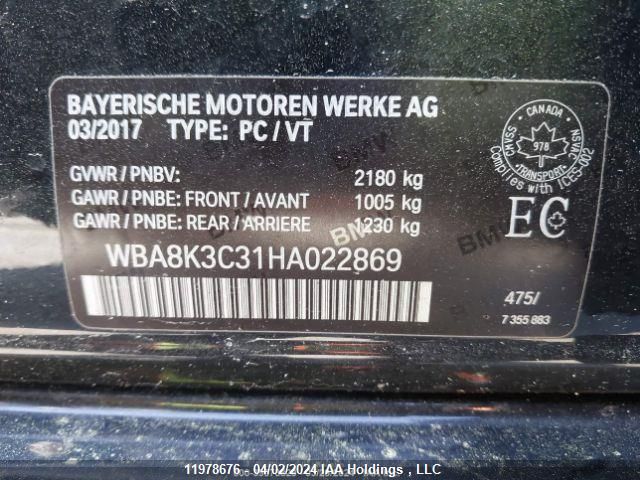 BAYERISCHE MOTOREN WERKE AG
03/2017 TYPE: PC / VT
GVWR / PNBV: 2180 kg
GAWR / PNBE: FRONT / AVANT 1005 kg
GAWR / PNBE: REAR / ARRIERE 1230 kg
WBA8K3C31HA022869
CANADA
CMVSS NSVAC
978
TRANSPORT
Complies with ICES-002
EC
475/
7 355 883
11978676 - 04/02/2024 IAA Holdings , LLC